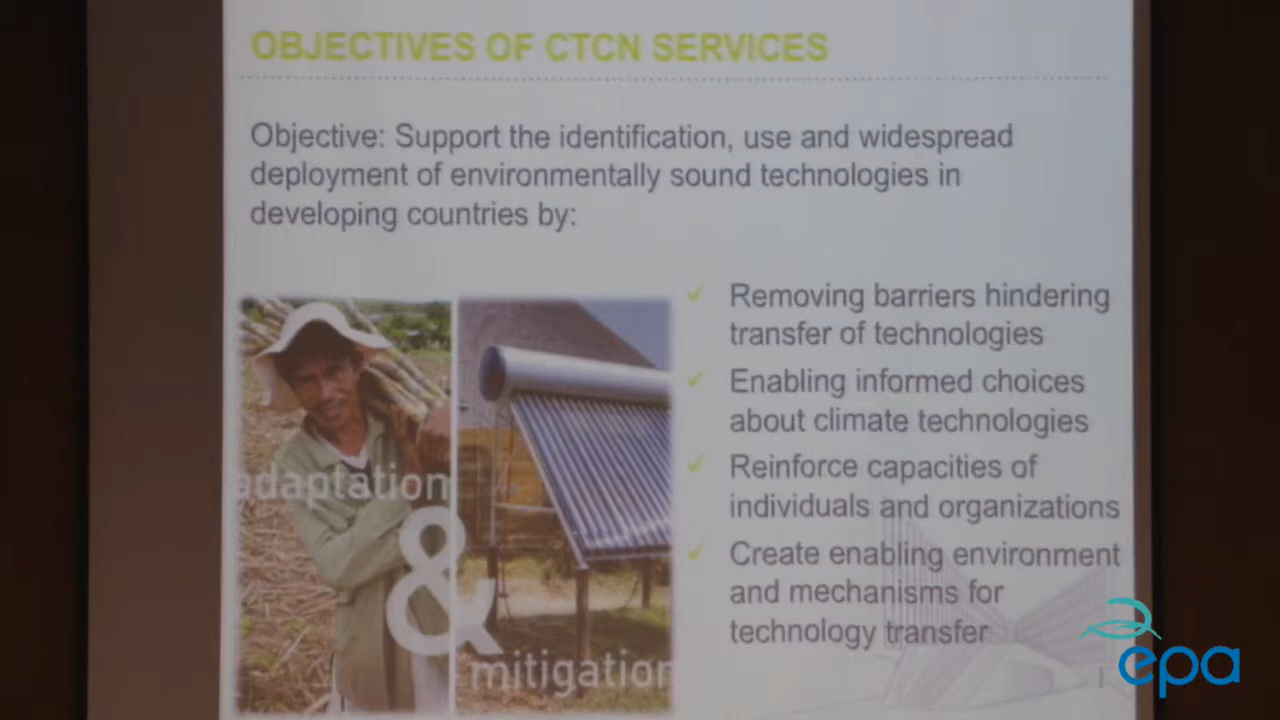 OBJECTIVES OF CTCN SERVICES
Objective: Support the identification, use and widespread
deployment of environmentally sound technologies in
developing countries by:
Removing barriers hindering
transfer of technologies
Enabling informed choices
about climate technologies
Reinforce capacities of
individuals and organizations
Create enabling environment
and mechanisms for
technology transfer
adaptation
&
mitigation
epa